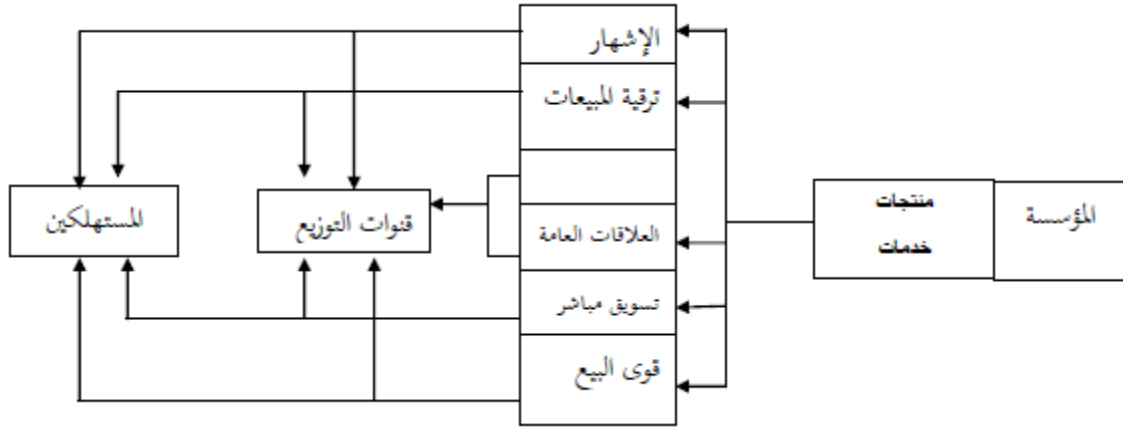 المؤسسة
منتجات
خدمات
الإشهار
ترقية المبيعات
العلاقات العامة
تسويق مباشر
قوى البيع
قنوات التوزيع
المستهلكين